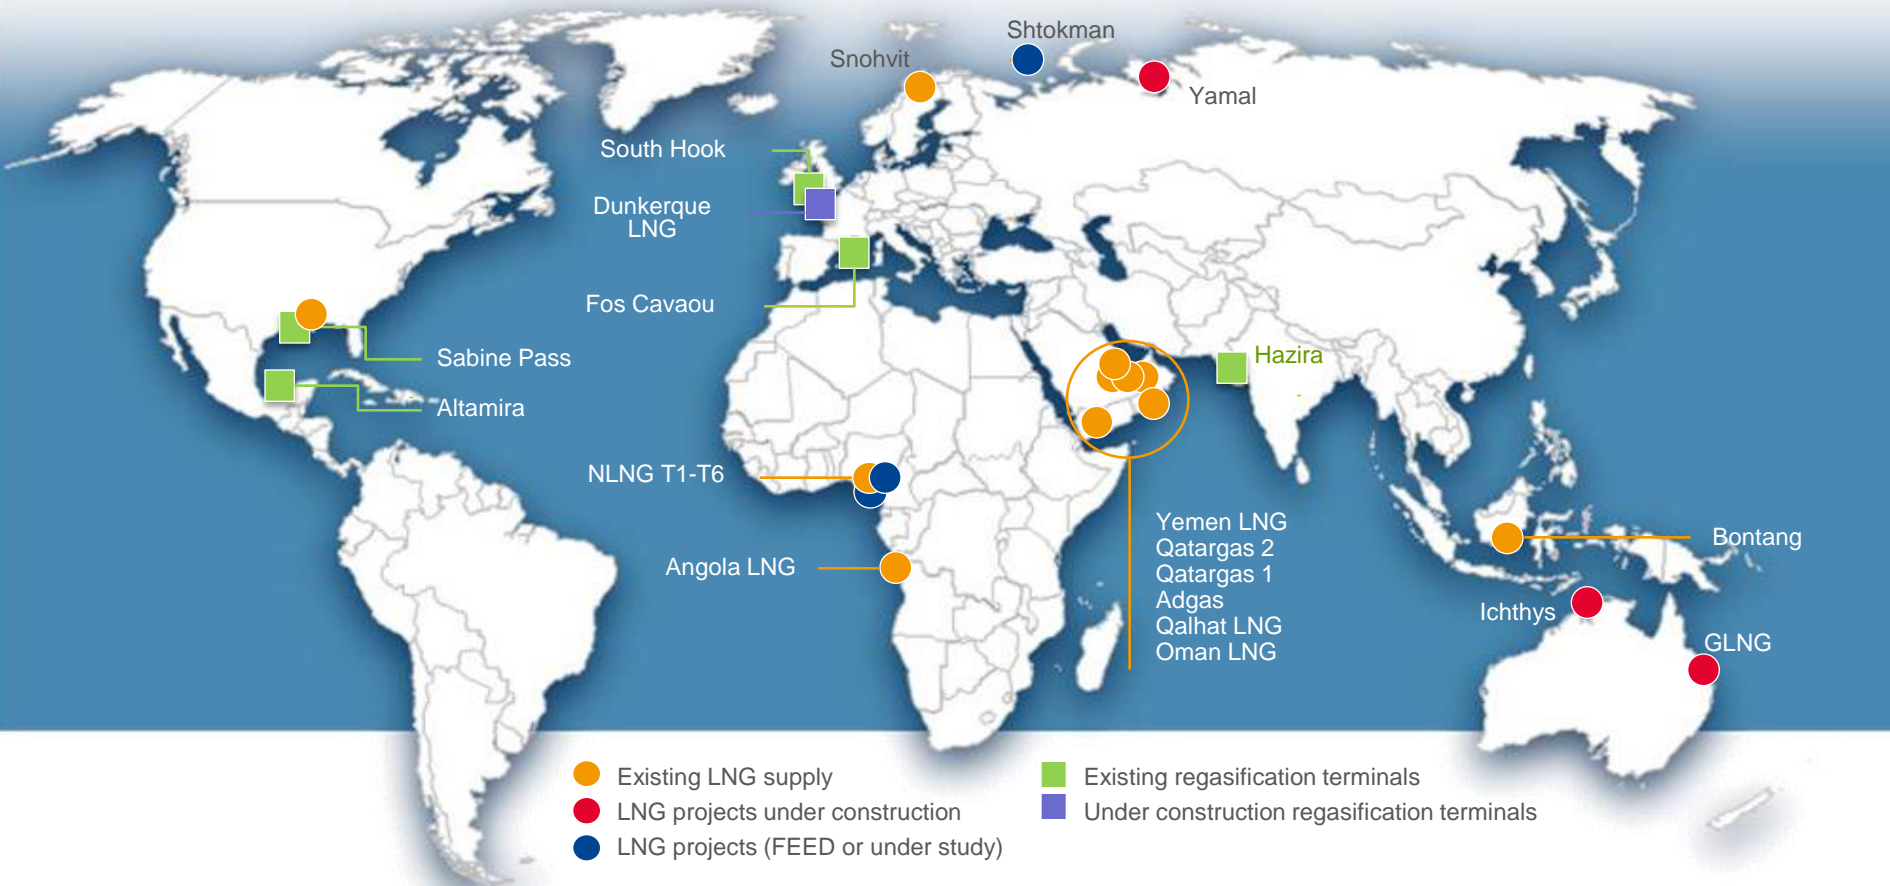 Shtokman
Snohvit
Yamal
South Hook
Dunkerque
LNG
Fos Cavaou
Sabine Pass
Altamira
Hazira
NLNG T1-T6
Angola LNG
Yemen LNG
Qatargas 2
Qatargas 1
Adgas
Qalhat LNG
Oman LNG
Bontang
Ichthys
GLNG
Existing LNG supply
LNG projects under construction
LNG projects (FEED or under study)
Existing regasification terminals
Under construction regasification terminals